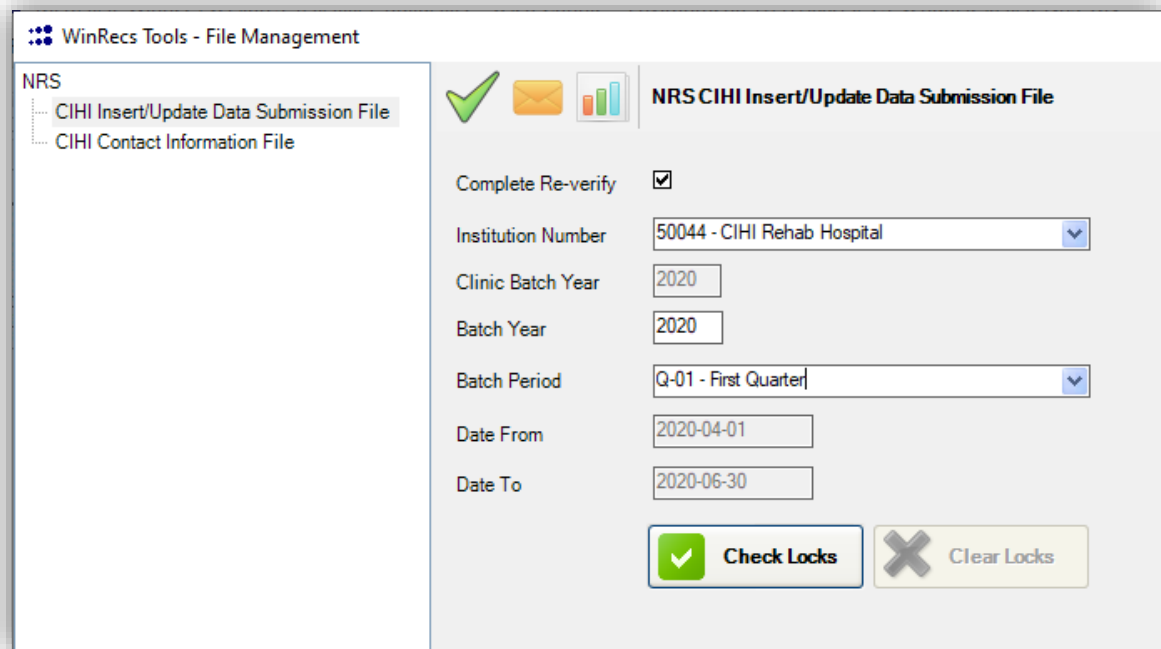 WinRecs Tools - File Management
NRS
CIHI Insert/Update Data Submission File
CIHI Contact Information File
NRS CIHI Insert/Update Data Submission File
Complete Re-verify
Institution Number 50044 - CIHI Rehab Hospital
Clinic Batch Year 2020
Batch Year 2020
Batch Period Q-01 - First Quarter
Date From 2020-04-01
Date To 2020-06-30
Check Locks Clear Locks